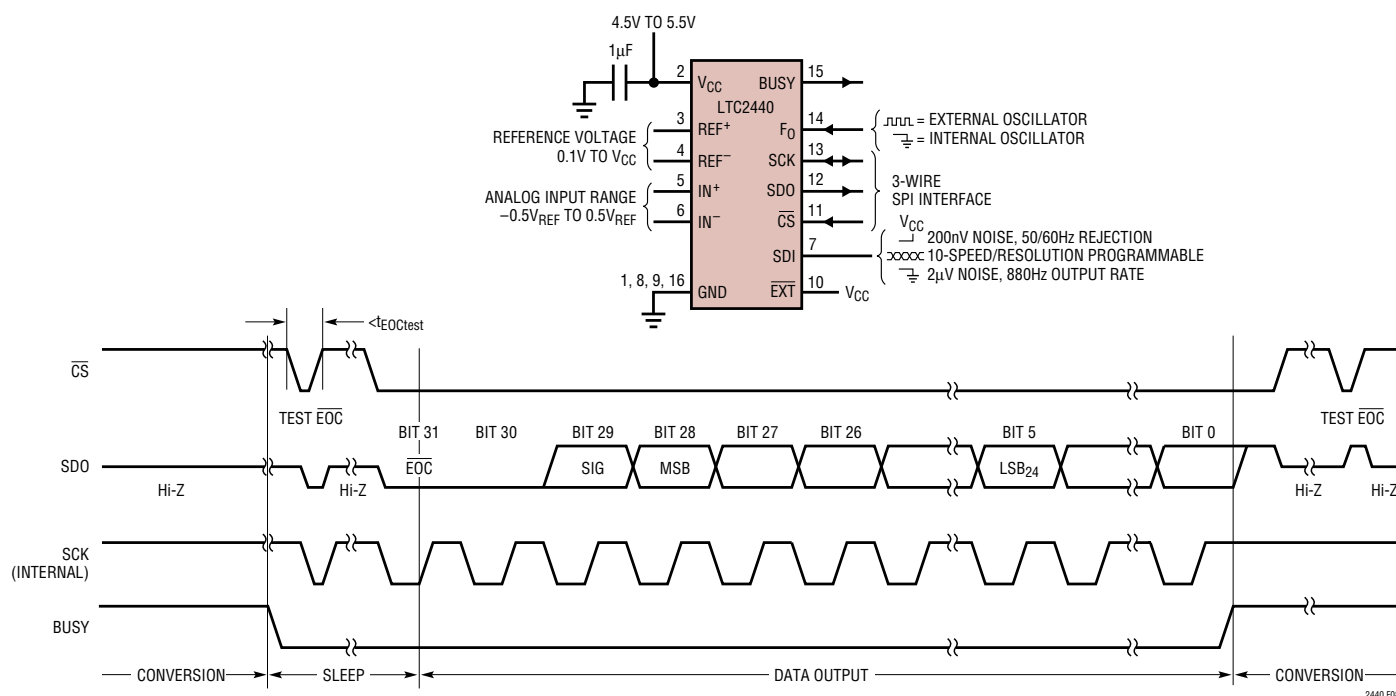 4.5V TO 5.5V
1µF
2
VCC
BUSY
15
LTC2440
3
REF+
FO
14
= EXTERNAL OSCILLATOR
= INTERNAL OSCILLATOR
REFERENCE VOLTAGE
0.1V TO VCC
4
REF−
SCK
13
5
IN+
SDO
12
3-WIRE
SPI INTERFACE
ANALOG INPUT RANGE
−0.5VREF TO 0.5VREF
6
IN−
CS
11
VCC
200nV NOISE, 50/60Hz REJECTION
SDI
7
10-SPEED/RESOLUTION PROGRAMMABLE
2µV NOISE, 880Hz OUTPUT RATE
1, 8, 9, 16
GND
EXT
10
VCC
<tEOCtest
CS
TEST EOC
TEST EOC
BIT 31
BIT 30
BIT 29
BIT 28
BIT 27
BIT 26
BIT 5
BIT 0
SDO
EOC
SIG
MSB
LSB24
Hi-Z
Hi-Z
Hi-Z
Hi-Z
SCK
(INTERNAL)
BUSY
CONVERSION
SLEEP
DATA OUTPUT
CONVERSION